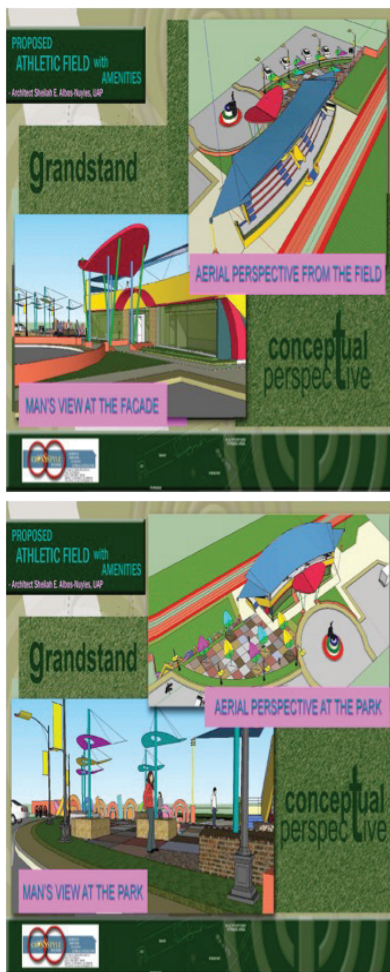 PROPOSED
ATHLETIC FIELD with
AMENITIES
- Architect Sheilah E. Albos-Nuyles, UAP
grandstand
AERIAL PERSPECTIVE FROM THE FIELD
conceptual
perspective
MAN'S VIEW AT THE FACADE
PROPOSED
ATHLETIC FIELD with
AMENITIES
- Architect Sheilah E. Albos-Nuyles, UAP
grandstand
AERIAL PERSPECTIVE AT THE PARK
conceptual
perspective
MAN'S VIEW AT THE PARK